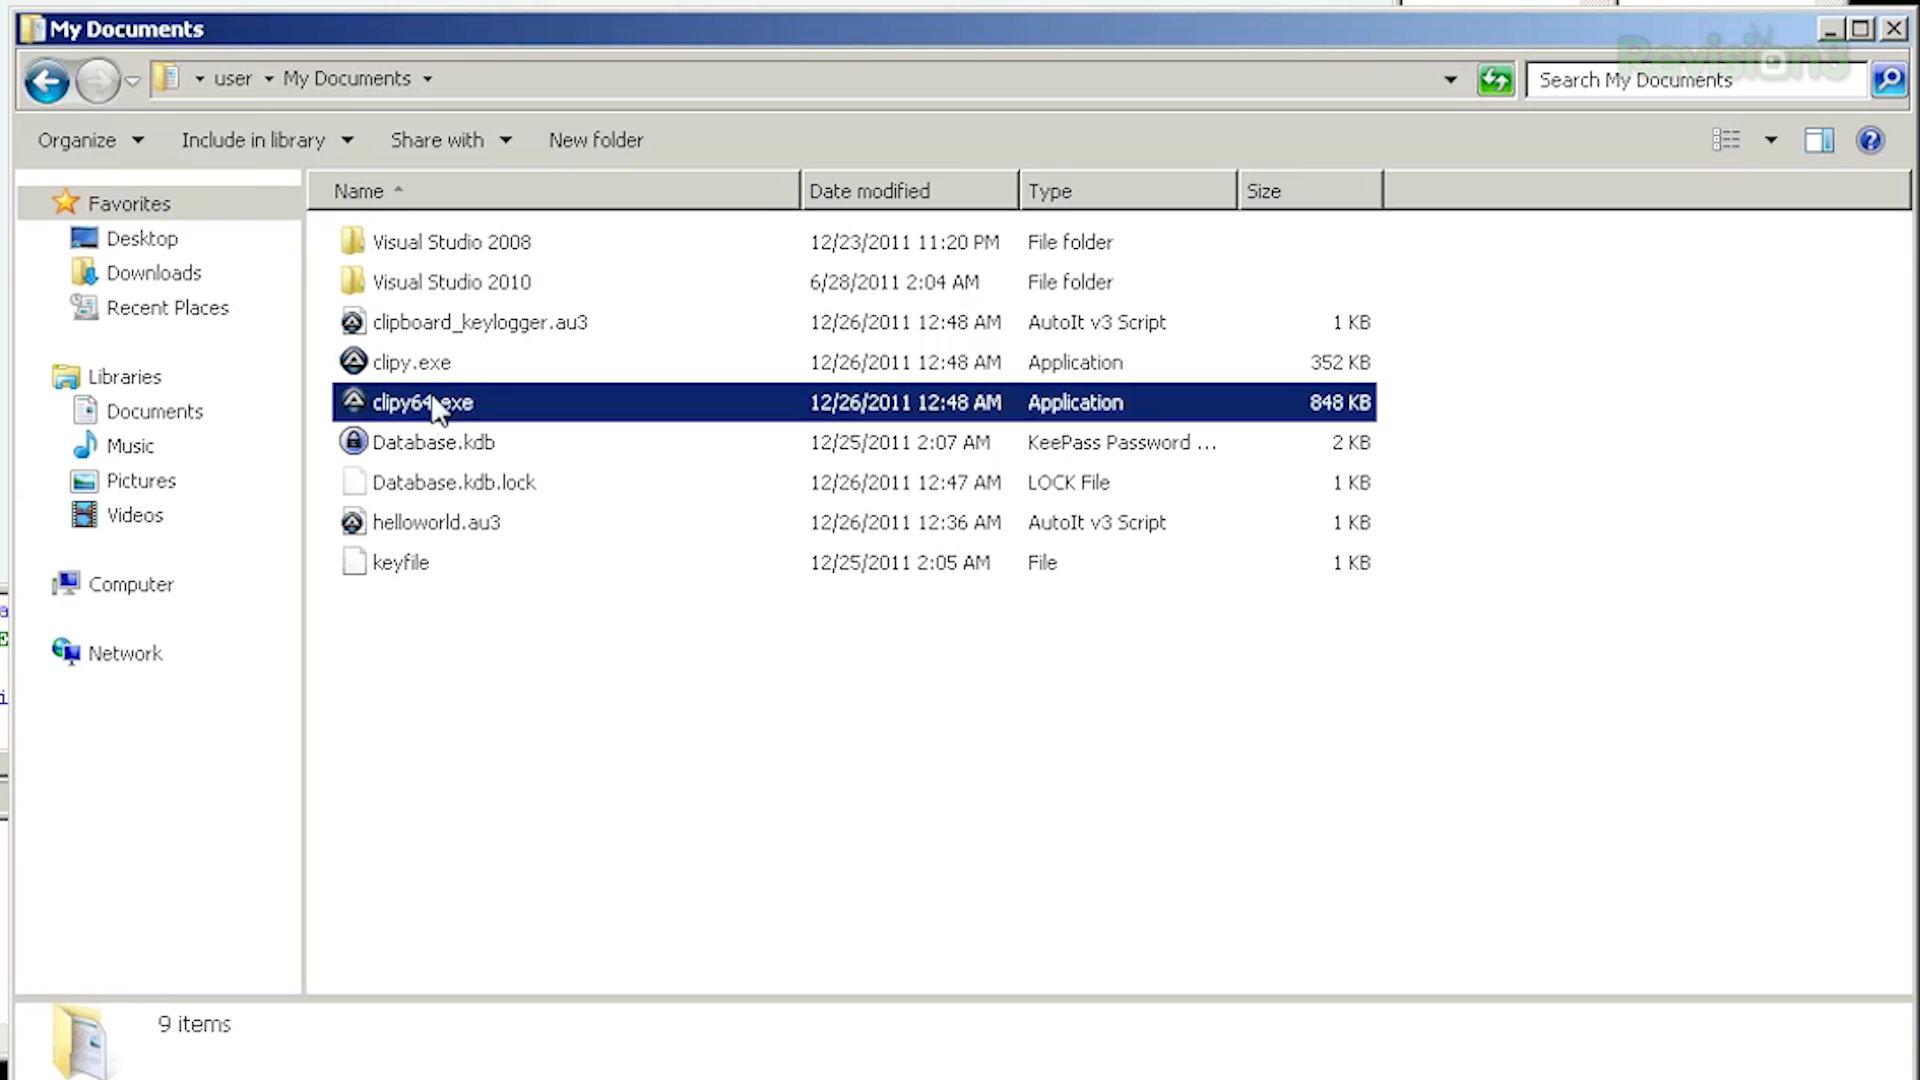 My Documents
Revision3
user My Documents
Search My Documents
Organize Include in library Share with New folder
Name Date modified Type Size
Favorites
Desktop
Downloads
Recent Places
Libraries
Documents
Music
Pictures
Videos
Computer
Network
Visual Studio 2008 12/23/2011 11:20 PM File folder
Visual Studio 2010 6/28/2011 2:04 AM File folder
clipboard_keylogger.au3 12/26/2011 12:48 AM AutoIt v3 Script 1 KB
clipy.exe 12/26/2011 12:48 AM Application 352 KB
clipy64.exe 12/26/2011 12:48 AM Application 848 KB
Database.kdb 12/25/2011 2:07 AM KeePass Password ... 2 KB
Database.kdb.lock 12/26/2011 12:47 AM LOCK File 1 KB
helloworld.au3 12/26/2011 12:36 AM AutoIt v3 Script 1 KB
keyfile 12/25/2011 2:05 AM File 1 KB
9 items